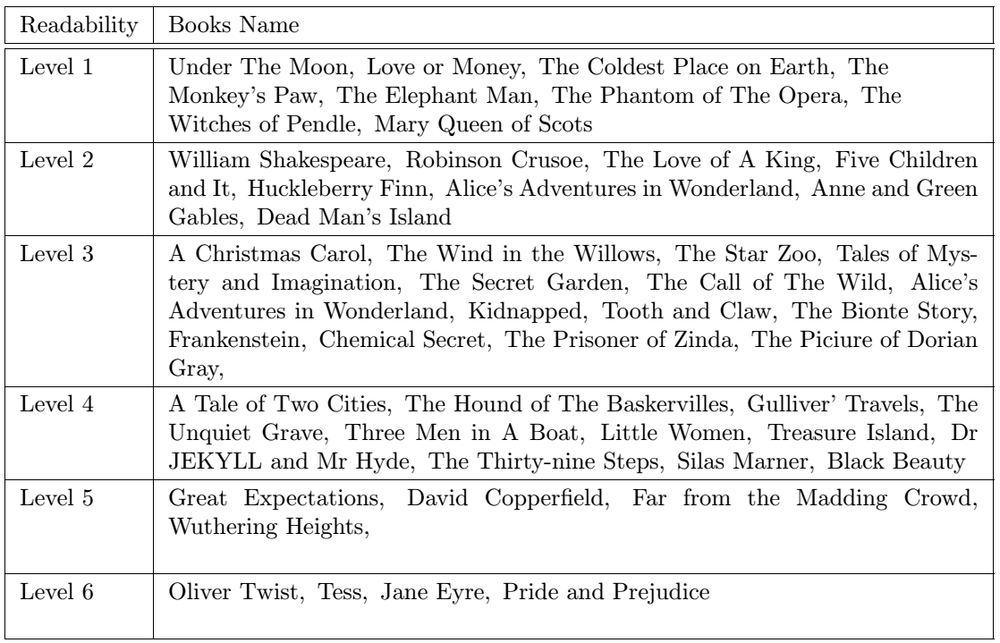 Readability Books Name
Level 1 Under The Moon, Love or Money, The Coldest Place on Earth, The
Monkey's Paw, The Elephant Man, The Phantom of The Opera, The
Witches of Pendle, Mary Queen of Scots
Level 2 William Shakespeare, Robinson Crusoe, The Love of A King, Five Children
and It, Huckleberry Finn, Alice's Adventures in Wonderland, Anne and Green
Gables, Dead Man's Island
Level 3 A Christmas Carol, The Wind in the Willows, The Star Zoo, Tales of Mys-
tery and Imagination, The Secret Garden, The Call of The Wild, Alice's
Adventures in Wonderland, Kidnapped, Tooth and Claw, The Bionte Story,
Frankenstein, Chemical Secret, The Prisoner of Zinda, The Piciure of Dorian
Gray,
Level 4 A Tale of Two Cities, The Hound of The Baskervilles, Gulliver' Travels, The
Unquiet Grave, Three Men in A Boat, Little Women, Treasure Island, Dr
JEKYLL and Mr Hyde, The Thirty-nine Steps, Silas Marner, Black Beauty
Level 5 Great Expectations, David Copperfield, Far from the Madding Crowd,
Wuthering Heights,
Level 6 Oliver Twist, Tess, Jane Eyre, Pride and Prejudice